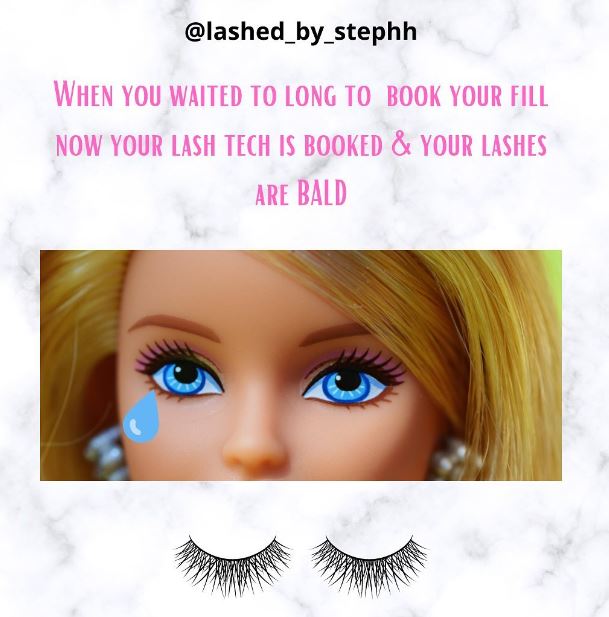 @lashed_by_stephh
When you waited to long to book your fill
now your lash tech is booked & your lashes
are BALD